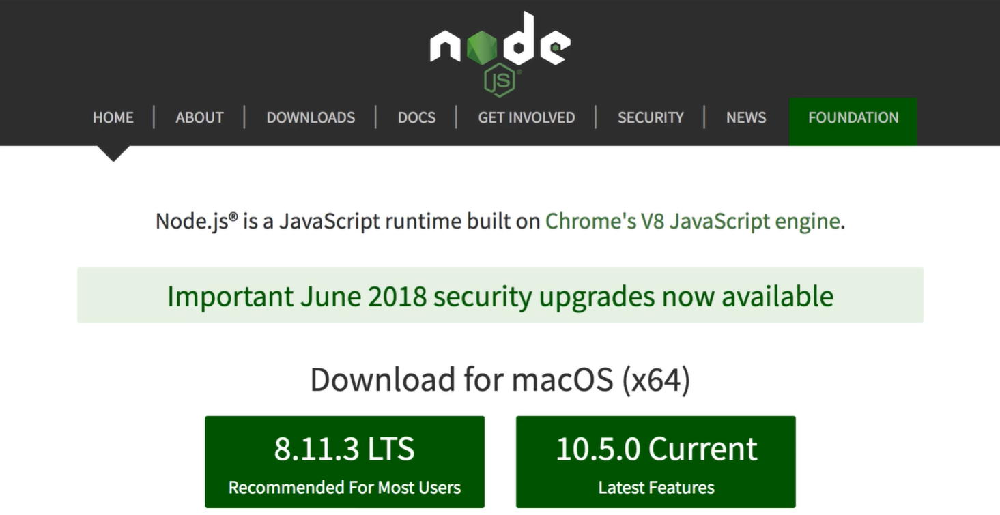 node
JS®
HOME | ABOUT | DOWNLOADS | DOCS | GET INVOLVED | SECURITY | NEWS FOUNDATION
Node.js® is a JavaScript runtime built on Chrome's V8 JavaScript engine.
Important June 2018 security upgrades now available
Download for macOS (x64)
8.11.3 LTS 10.5.0 Current
Recommended For Most Users Latest Features